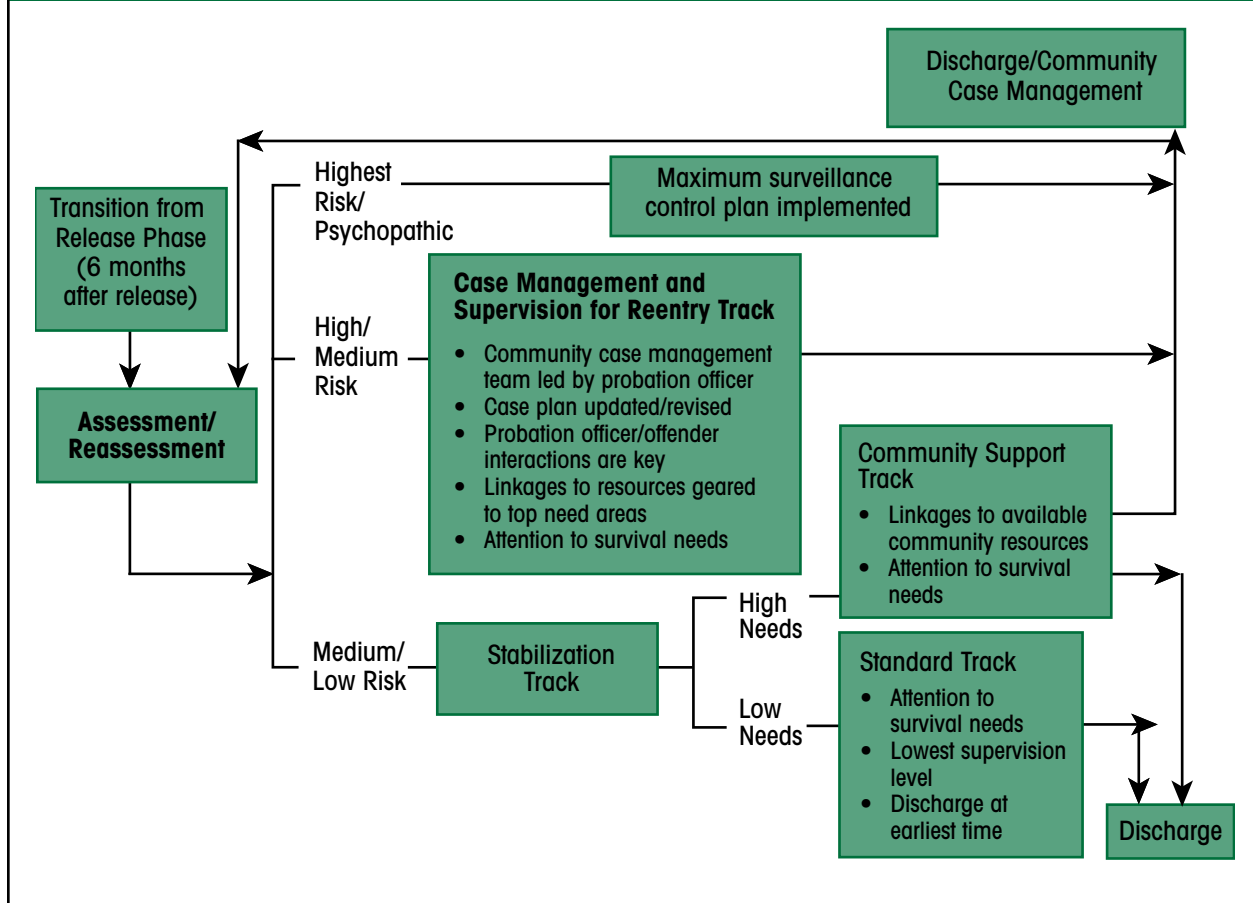 Discharge/Community
Case Management
Transition from
Release Phase
(6 months
after release)
Assessment/
Reassessment
Highest
Risk/
Psychopathic
Maximum surveillance
control plan implemented
High/
Medium
Risk
Case Management and
Supervision for Reentry Track
• Community case management
team led by probation officer
• Case plan updated/revised
• Probation officer/offender
interactions are key
• Linkages to resources geared
to top need areas
• Attention to survival needs
Medium/
Low Risk
Stabilization
Track
High
Needs
Community Support
Track
• Linkages to available
community resources
• Attention to survival
needs
Low
Needs
Standard Track
• Attention to
survival needs
• Lowest supervision
level
• Discharge at
earliest time
Discharge